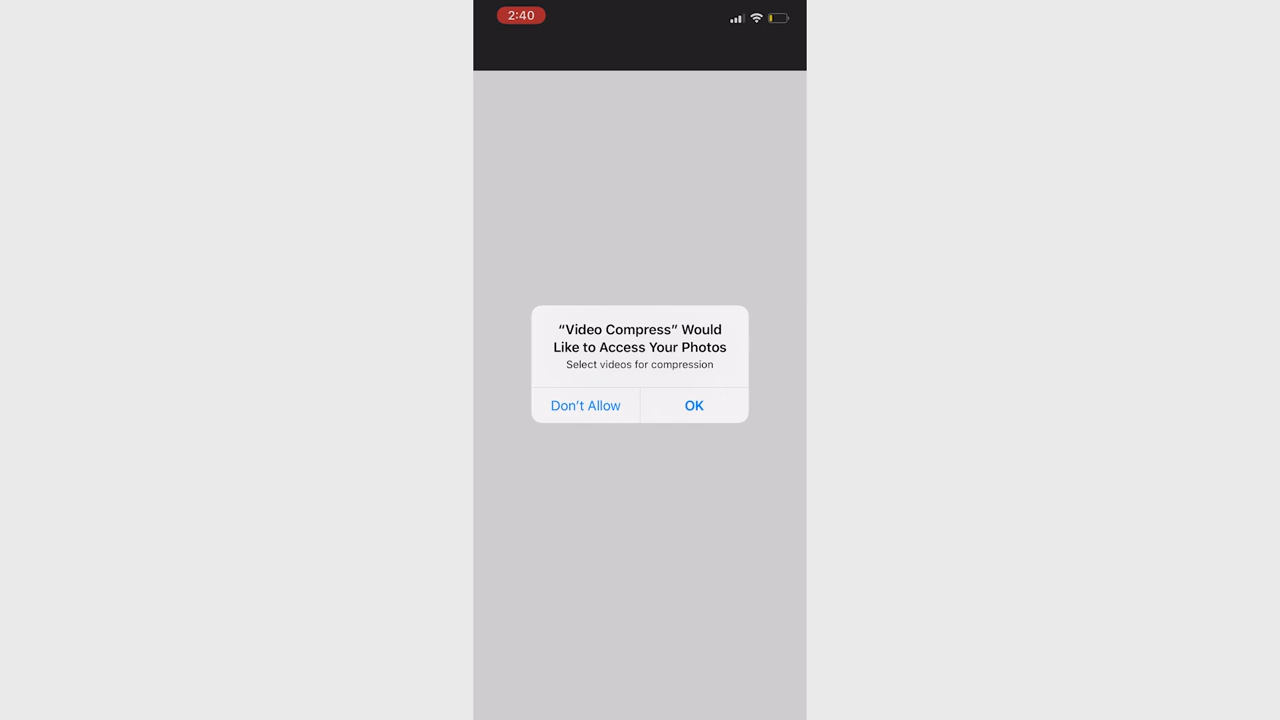 2:40
“Video Compress” Would
Like to Access Your Photos
Select videos for compression
Don’t Allow
OK